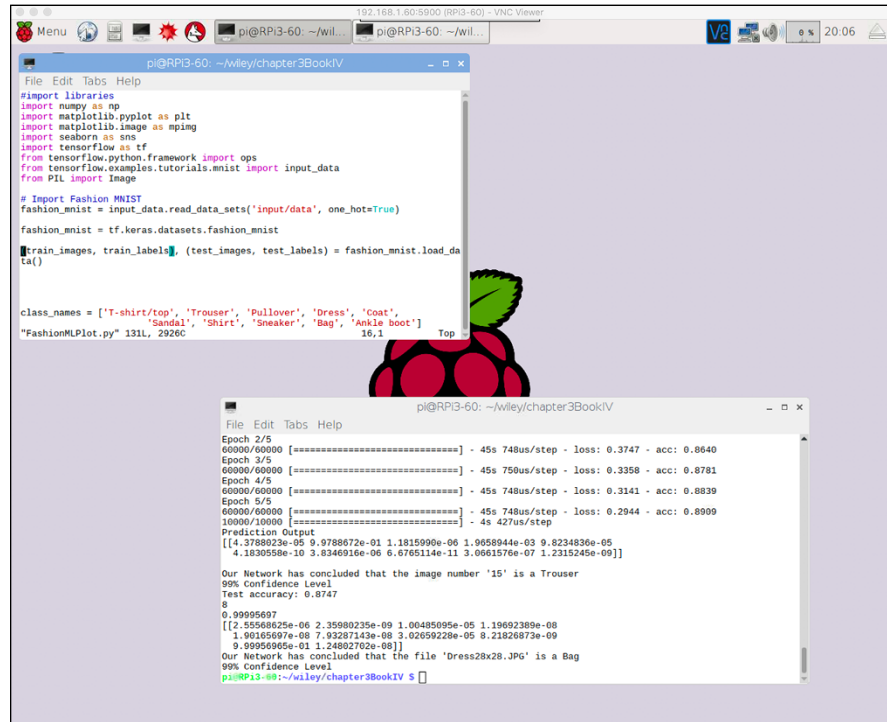 192.168.1.60:5900 (RPi3-60) - VNC Viewer
Menu pi@RPi3-60: ~/wil... pi@RPi3-60: ~/wil... 0 % 20:06
pi@RPi3-60: ~/wiley/chapter3BookIV
File Edit Tabs Help
#import libraries
import numpy as np
import matplotlib.pyplot as plt
import matplotlib.image as mpimg
import seaborn as sns
import tensorflow as tf
from tensorflow.python.framework import ops
from tensorflow.examples.tutorials.mnist import input_data
from PIL import Image
# Import Fashion MNIST
fashion_mnist = input_data.read_data_sets('input/data', one_hot=True)
fashion_mnist = tf.keras.datasets.fashion_mnist
(train_images, train_labels), (test_images, test_labels) = fashion_mnist.load_da
ta()
class_names = ['T-shirt/top', 'Trouser', 'Pullover', 'Dress', 'Coat',
'Sandal', 'Shirt', 'Sneaker', 'Bag', 'Ankle boot']
"FashionMLPlot.py" 131L, 2926C 16,1 Top
pi@RPi3-60: ~/wiley/chapter3BookIV
File Edit Tabs Help
Epoch 2/5
60000/60000 [==============================] - 45s 748us/step - loss: 0.3747 - acc: 0.8640
Epoch 3/5
60000/60000 [==============================] - 45s 750us/step - loss: 0.3358 - acc: 0.8781
Epoch 4/5
60000/60000 [==============================] - 45s 748us/step - loss: 0.3141 - acc: 0.8839
Epoch 5/5
60000/60000 [==============================] - 45s 748us/step - loss: 0.2944 - acc: 0.8909
10000/10000 [==============================] - 4s 427us/step
Prediction Output
[[4.3788023e-05 9.9788672e-01 1.1815990e-06 1.9658944e-03 9.8234836e-05
4.1830558e-10 3.8346916e-06 6.6765114e-11 3.0661576e-07 1.2315245e-09]]
Our Network has concluded that the image number '15' is a Trouser
99% Confidence Level
Test accuracy: 0.8747
8
0.99995697
[[2.55568625e-06 2.35980235e-09 1.00485095e-05 1.19692389e-08
1.90165697e-08 7.93287143e-08 3.02659228e-05 8.21826873e-09
9.99956965e-01 1.24802702e-08]]
Our Network has concluded that the file 'Dress28x28.JPG' is a Bag
99% Confidence Level
pi@RPi3-60:~/wiley/chapter3BookIV $